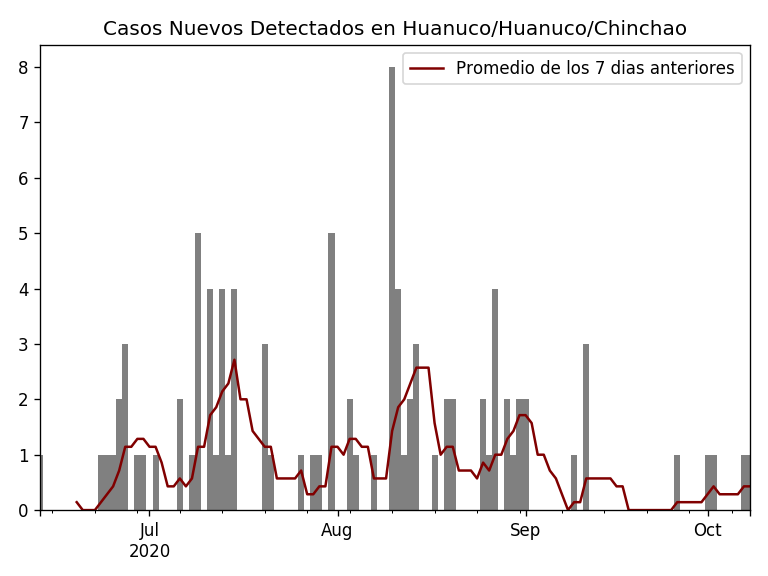 Casos Nuevos Detectados en Huanuco/Huanuco/Chinchao
Promedio de los 7 dias anteriores
8
7
6
5
4
3
2
1
0
Jul
2020
Aug
Sep
Oct